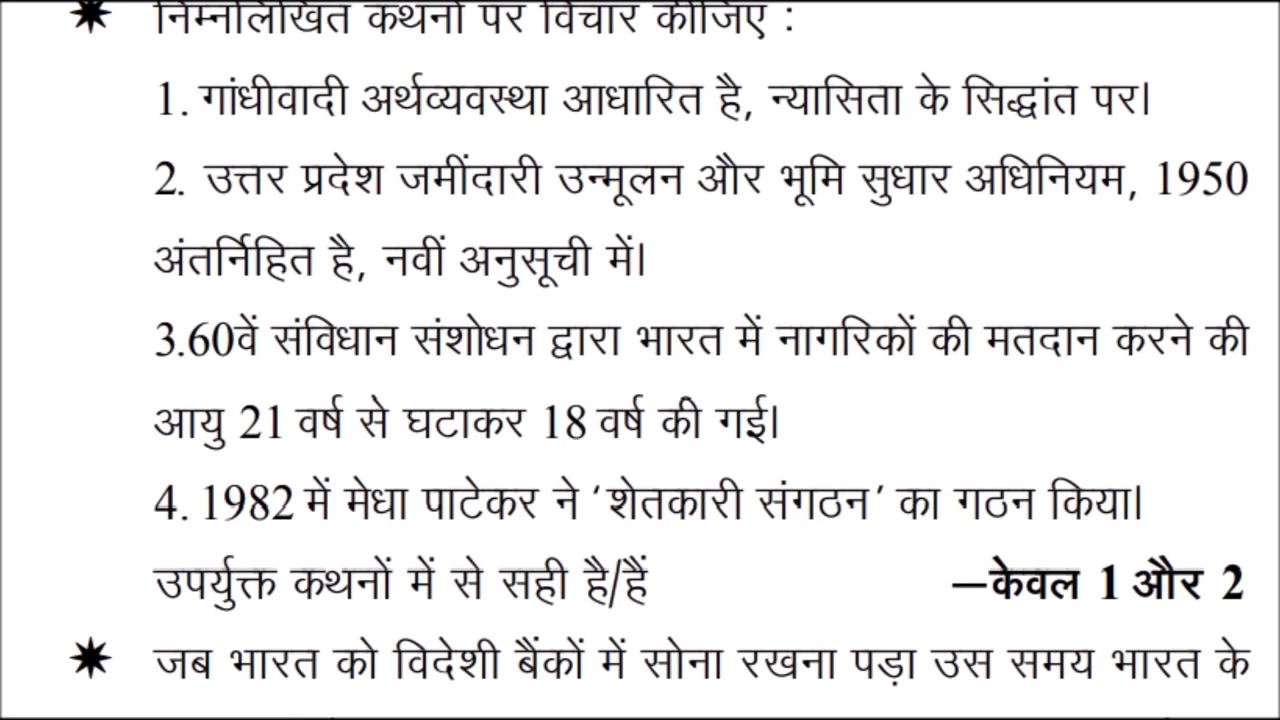 ✷ निम्नलिखित कथनों पर विचार कीजिए :
1. गांधीवादी अर्थव्यवस्था आधारित है, न्यासिता के सिद्धांत पर।
2. उत्तर प्रदेश जमींदारी उन्मूलन और भूमि सुधार अधिनियम, 1950
अंतर्निहित है, नवीं अनुसूची में।
3.60वें संविधान संशोधन द्वारा भारत में नागरिकों की मतदान करने की
आयु 21 वर्ष से घटाकर 18 वर्ष की गई।
4. 1982 में मेधा पाटेकर ने ‘शेतकारी संगठन’ का गठन किया।
उपर्युक्त कथनों में से सही है/हैं —केवल 1 और 2
✷ जब भारत को विदेशी बैंकों में सोना रखना पड़ा उस समय भारत के